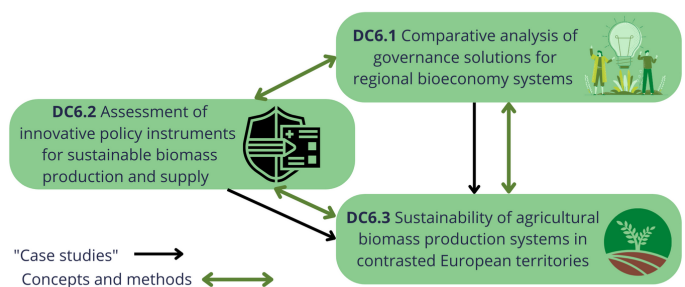 DC6.1 Comparative analysis of
governance solutions for
regional bioeconomy systems
DC6.2 Assessment of
innovative policy instruments
for sustainable biomass
production and supply
DC6.3 Sustainability of agricultural
biomass production systems in
contrasted European territories
"Case studies"
Concepts and methods